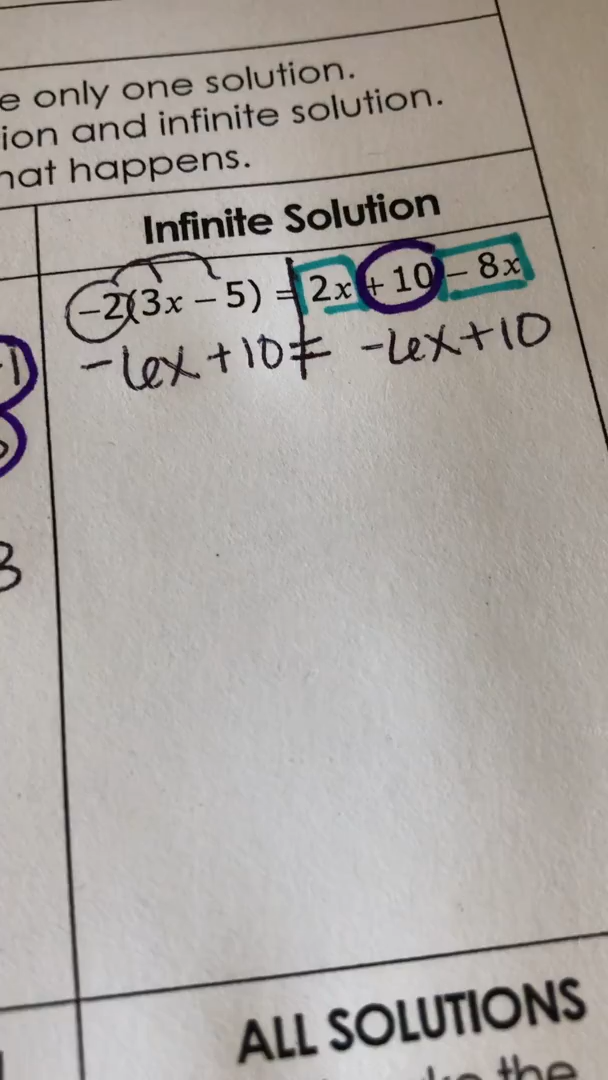 e only one solution.
ion and infinite solution.
hat happens.
Infinite Solution
−2(3x − 5) = 2x + 10 − 8x
-6x + 10 = -6x + 10
3
ALL SOLUTIONS
the